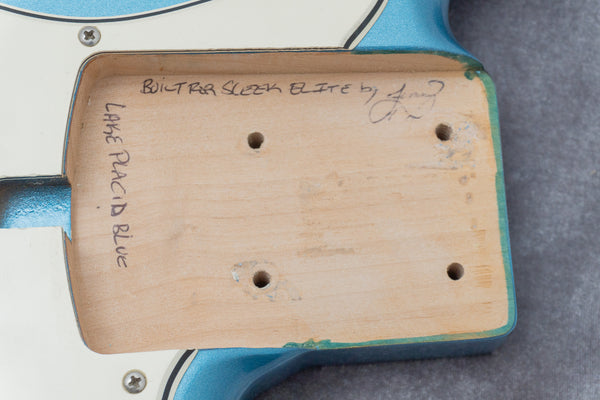 BUILT FOR SLEEK ELITE by
LAKE PLACID BLUE